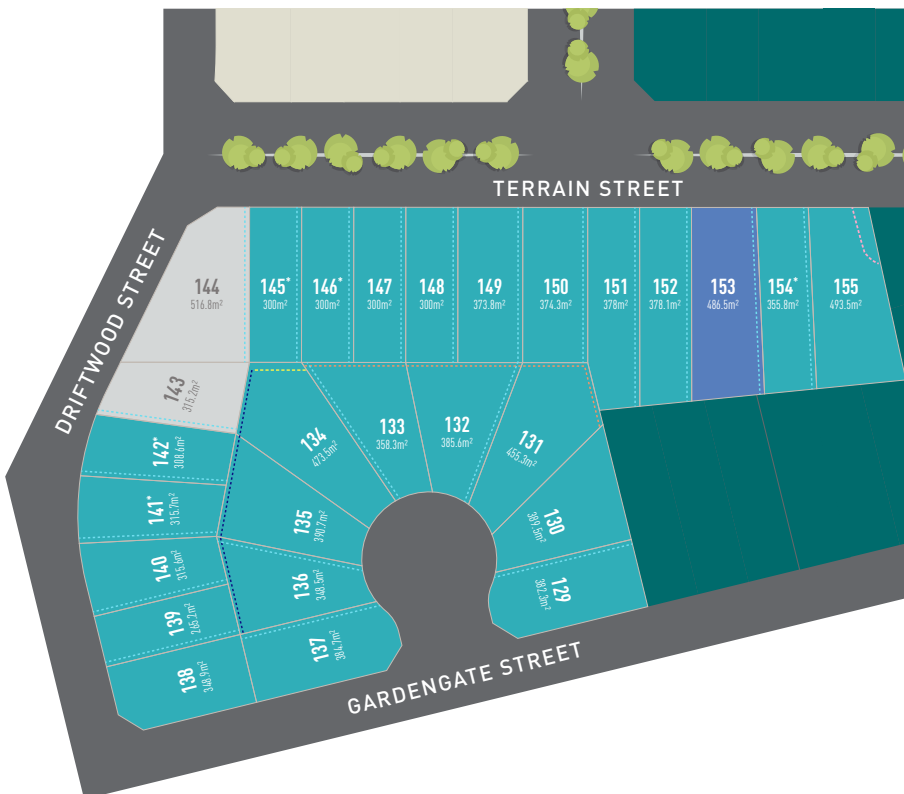 TERRAIN STREET
DRIFTWOOD STREET
144
516.8m²
145*
300m²
146*
300m²
147
300m²
148
300m²
149
373.8m²
150
374.3m²
151
378m²
152
378.1m²
153
486.5m²
154*
355.8m²
155
493.5m²
143
315.2m²
142*
308.6m²
141*
315.7m²
140
315.6m²
139
265.2m²
138
348.9m²
137
384.7m²
136
348.5m²
135
390.7m²
134
473.5m²
133
358.3m²
132
385.6m²
131
455.3m²
130
389.5m²
129
382.3m²
GARDENGATE STREET